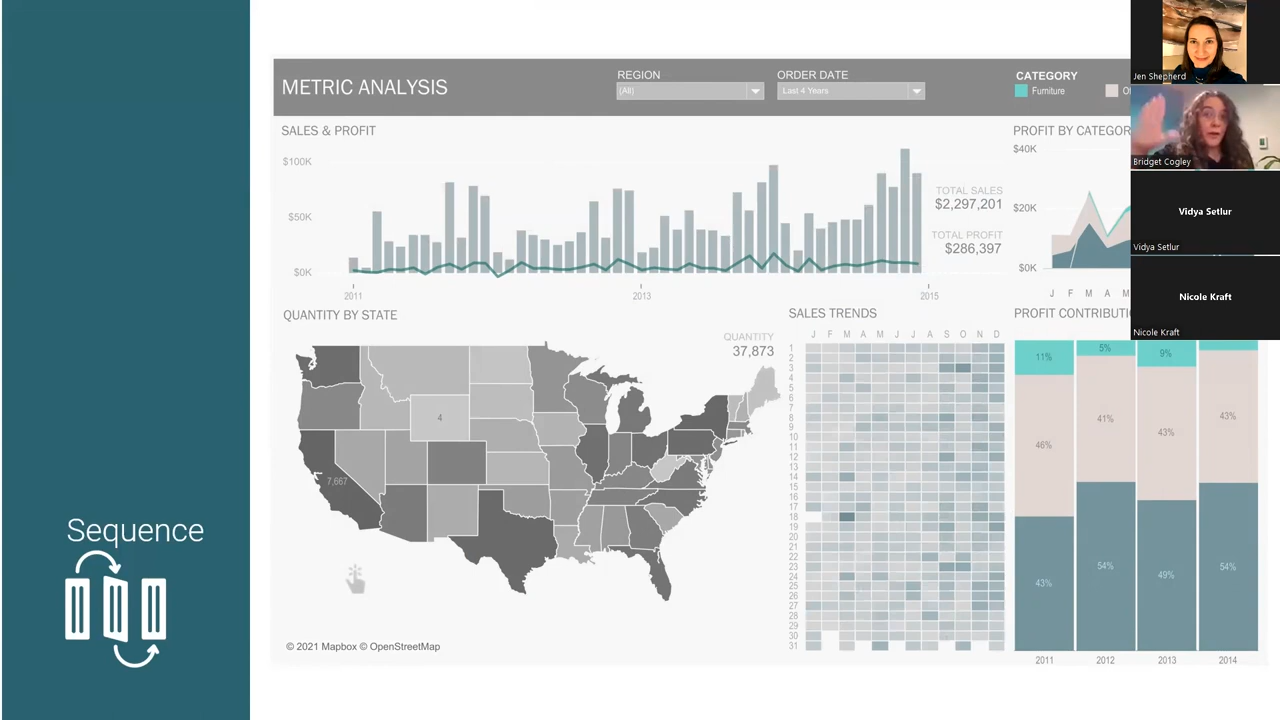 METRIC ANALYSIS
REGION
(All)
ORDER DATE
Last 4 Years
CATEGORY
Furniture
O
SALES & PROFIT
$100K
$50K
$0K
2011
2013
2015
TOTAL SALES
$2,297,201
TOTAL PROFIT
$286,397
PROFIT BY CATEGOR
$40K
$20K
$0K
J F M A M
QUANTITY BY STATE
QUANTITY
37,873
4
7,667
© 2021 Mapbox © OpenStreetMap
SALES TRENDS
J F M A M J J A S O N D
1
2
3
4
5
6
7
8
9
10
11
12
13
14
15
16
17
18
19
20
21
22
23
24
25
26
27
28
29
30
31
PROFIT CONTRIBUTI
11% 5% 9%
46% 41% 43% 43%
43% 54% 49% 54%
2011 2012 2013 2014
Sequence
Jen Shepherd
Bridget Cogley
Vidya Setlur
Vidya Setlur
Nicole Kraft
Nicole Kraft